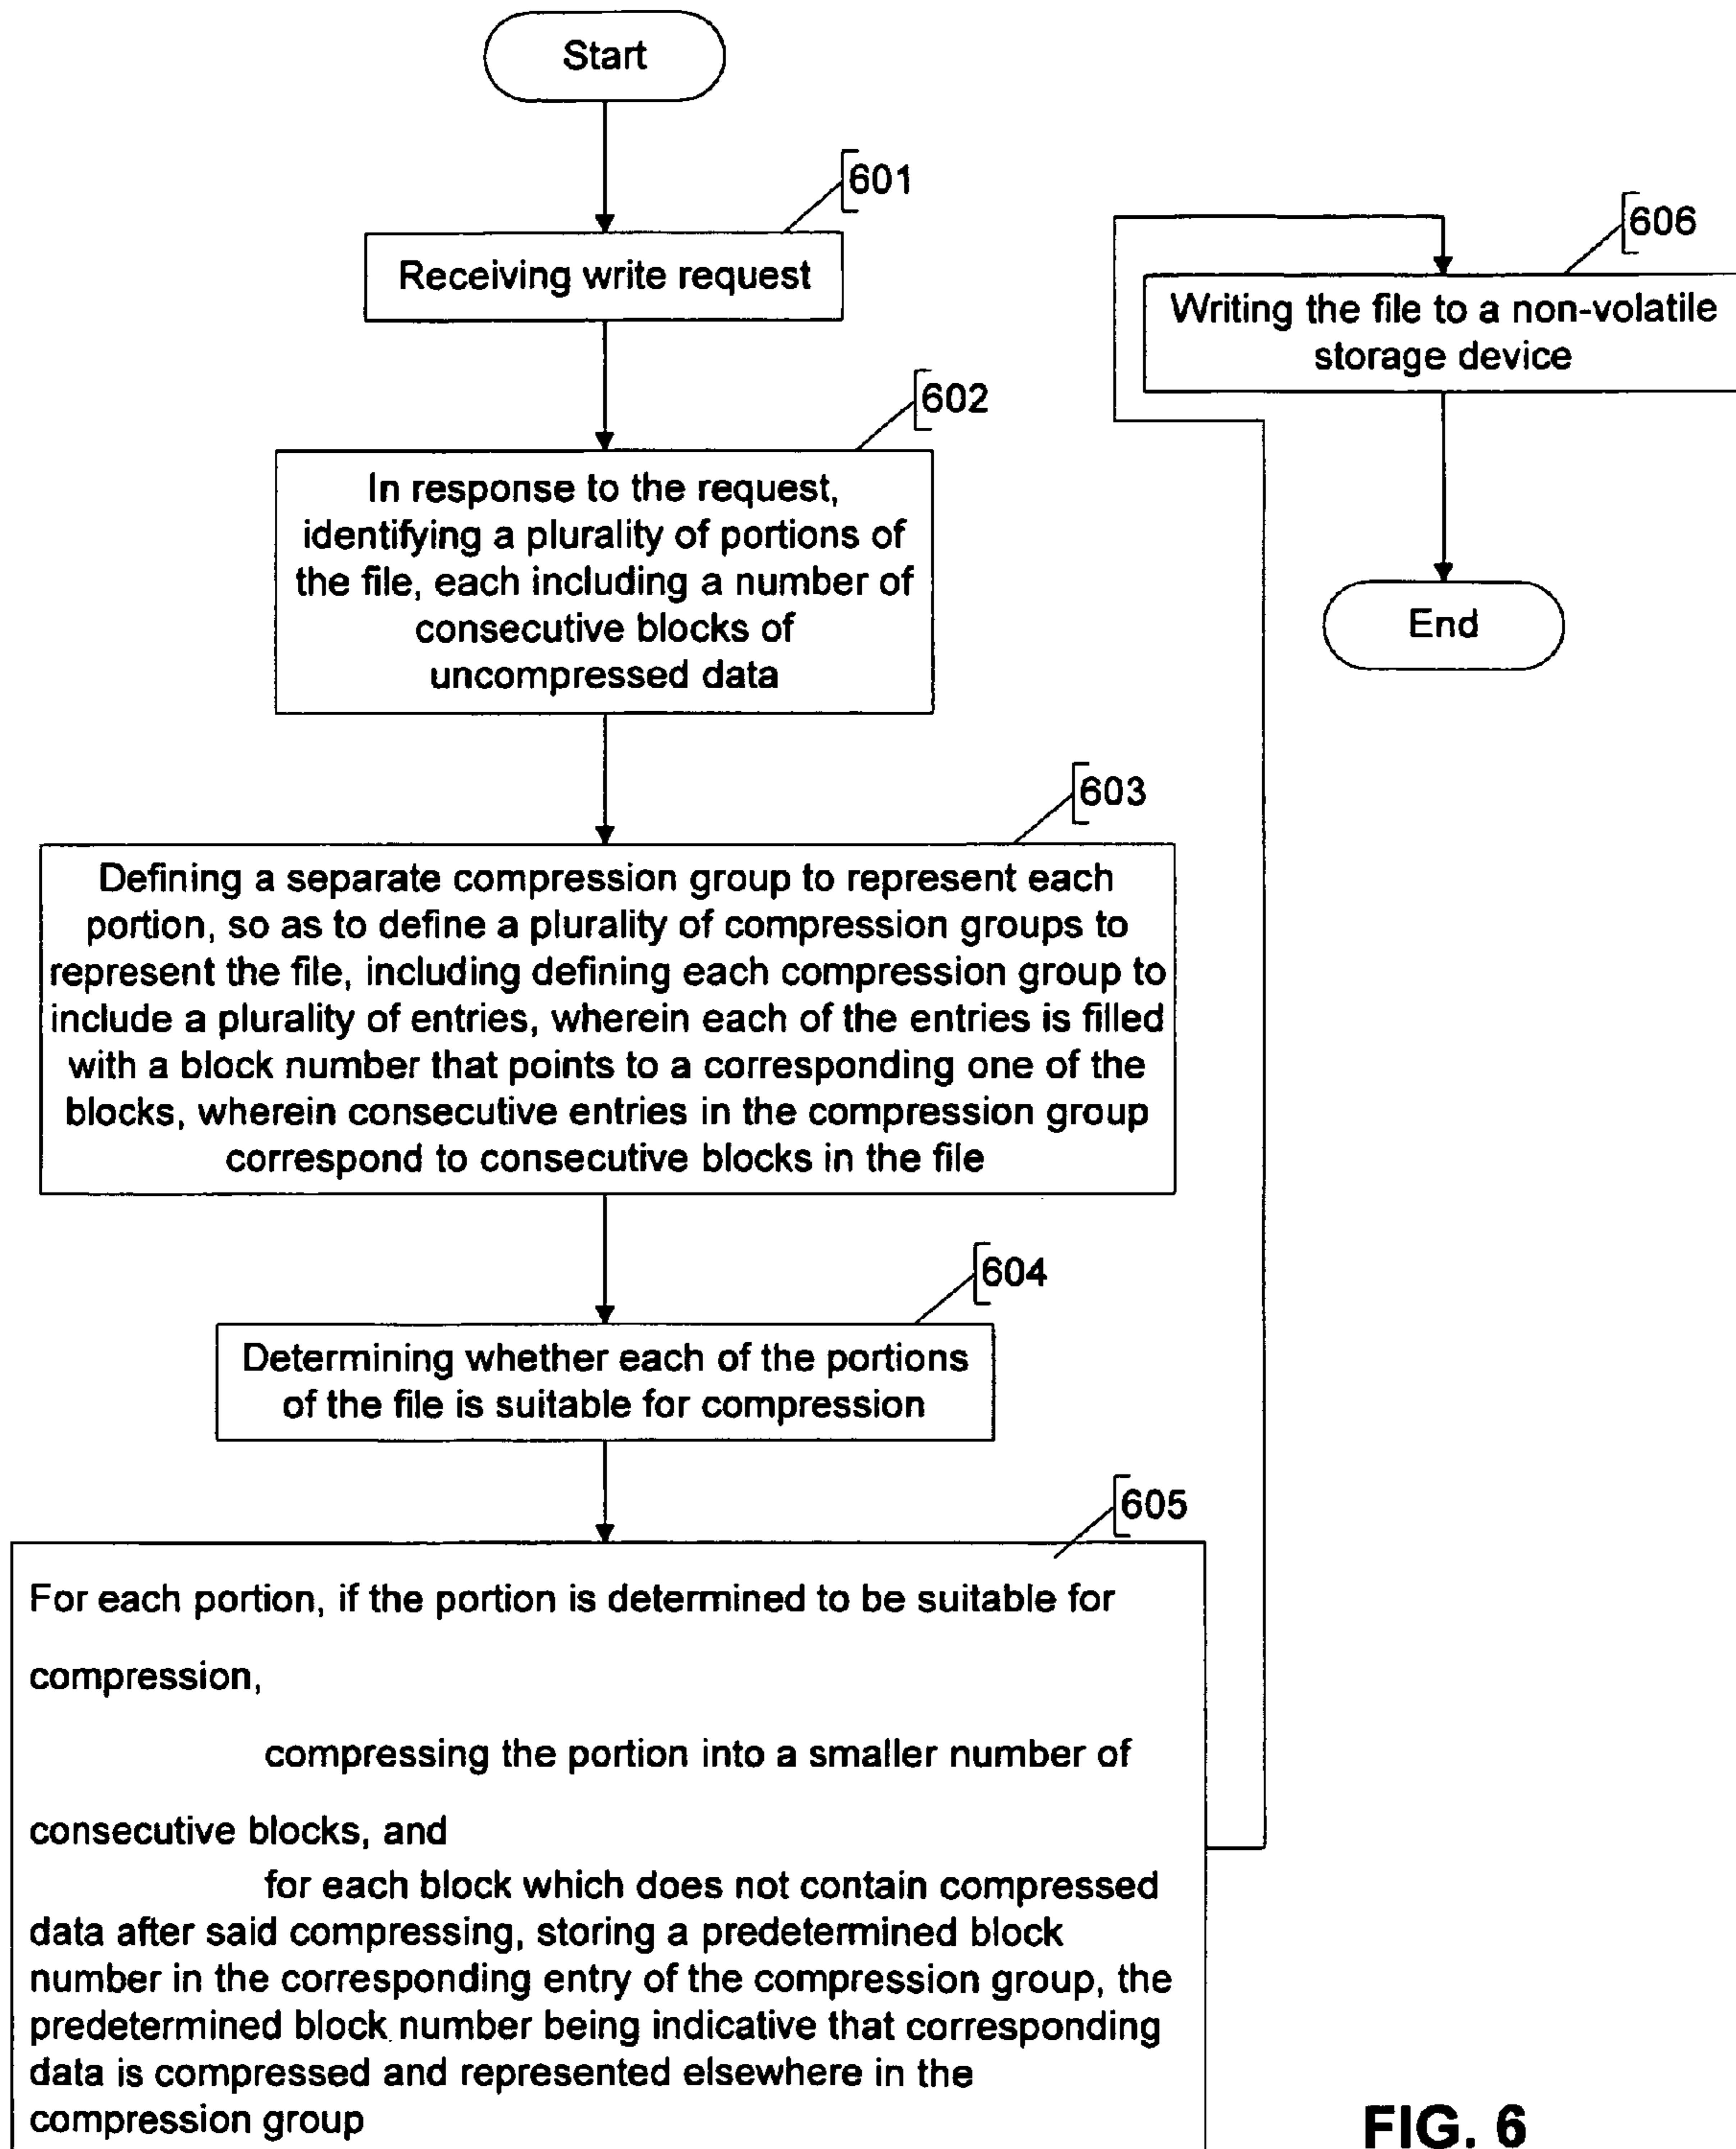 Start
601
Receiving write request
602
In response to the request,
identifying a plurality of portions of
the file, each including a number of
consecutive blocks of
uncompressed data
603
Defining a separate compression group to represent each
portion, so as to define a plurality of compression groups to
represent the file, including defining each compression group to
include a plurality of entries, wherein each of the entries is filled
with a block number that points to a corresponding one of the
blocks, wherein consecutive entries in the compression group
correspond to consecutive blocks in the file
604
Determining whether each of the portions
of the file is suitable for compression
605
For each portion, if the portion is determined to be suitable for
compression,
compressing the portion into a smaller number of
consecutive blocks, and
for each block which does not contain compressed
data after said compressing, storing a predetermined block
number in the corresponding entry of the compression group, the
predetermined block number being indicative that corresponding
data is compressed and represented elsewhere in the
compression group
606
Writing the file to a non-volatile
storage device
End
FIG. 6